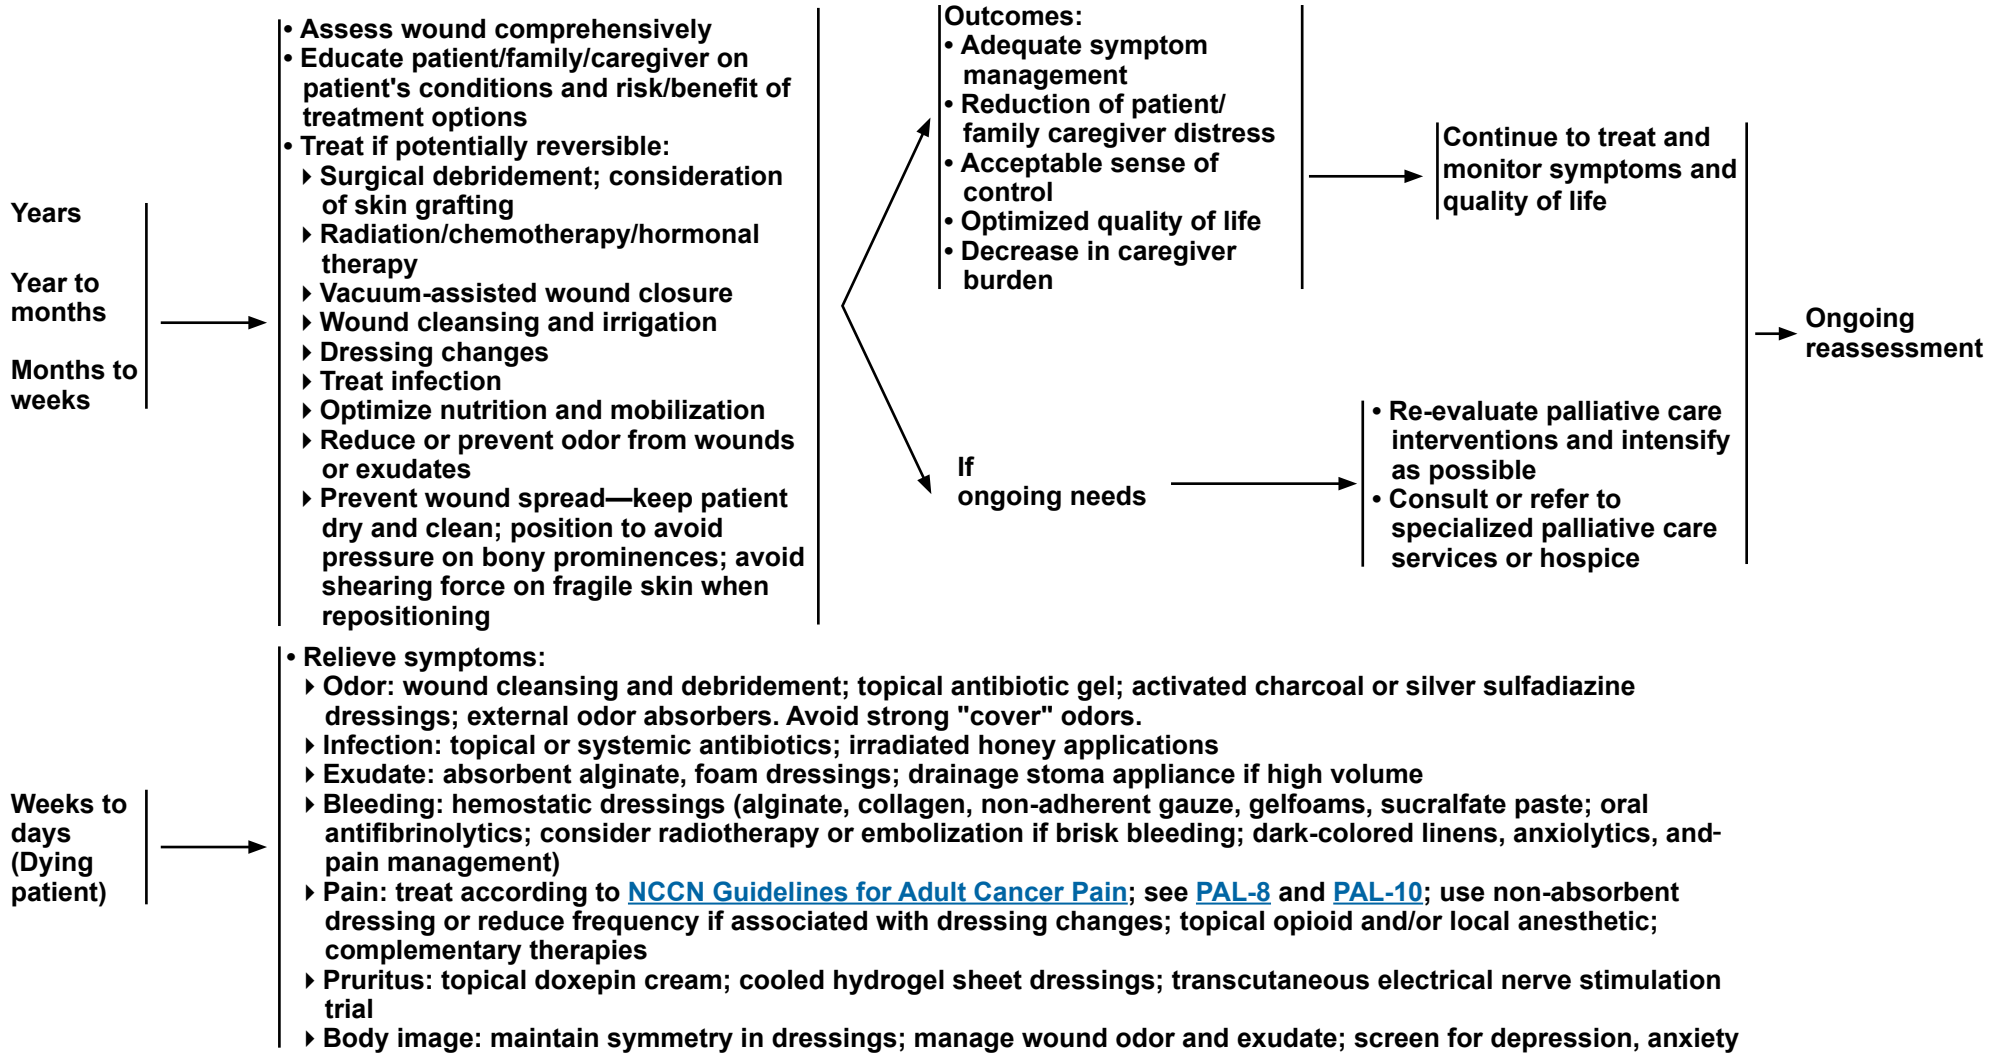 Years
Year to
months
Months to
weeks
• Assess wound comprehensively
• Educate patient/family/caregiver on
patient's conditions and risk/benefit of
treatment options
• Treat if potentially reversible:
▸ Surgical debridement; consideration
of skin grafting
▸ Radiation/chemotherapy/hormonal
therapy
▸ Vacuum-assisted wound closure
▸ Wound cleansing and irrigation
▸ Dressing changes
▸ Treat infection
▸ Optimize nutrition and mobilization
▸ Reduce or prevent odor from wounds
or exudates
▸ Prevent wound spread—keep patient
dry and clean; position to avoid
pressure on bony prominences; avoid
shearing force on fragile skin when
repositioning
Outcomes:
• Adequate symptom
management
• Reduction of patient/
family caregiver distress
• Acceptable sense of
control
• Optimized quality of life
• Decrease in caregiver
burden
Continue to treat and
monitor symptoms and
quality of life
If
ongoing needs
• Re-evaluate palliative care
interventions and intensify
as possible
• Consult or refer to
specialized palliative care
services or hospice
Ongoing
reassessment
Weeks to
days
(Dying
patient)
• Relieve symptoms:
▸ Odor: wound cleansing and debridement; topical antibiotic gel; activated charcoal or silver sulfadiazine
dressings; external odor absorbers. Avoid strong "cover" odors.
▸ Infection: topical or systemic antibiotics; irradiated honey applications
▸ Exudate: absorbent alginate, foam dressings; drainage stoma appliance if high volume
▸ Bleeding: hemostatic dressings (alginate, collagen, non-adherent gauze, gelfoams, sucralfate paste; oral
antifibrinolytics; consider radiotherapy or embolization if brisk bleeding; dark-colored linens, anxiolytics, and-
pain management)
▸ Pain: treat according to NCCN Guidelines for Adult Cancer Pain; see PAL-8 and PAL-10; use non-absorbent
dressing or reduce frequency if associated with dressing changes; topical opioid and/or local anesthetic;
complementary therapies
▸ Pruritus: topical doxepin cream; cooled hydrogel sheet dressings; transcutaneous electrical nerve stimulation
trial
▸ Body image: maintain symmetry in dressings; manage wound odor and exudate; screen for depression, anxiety